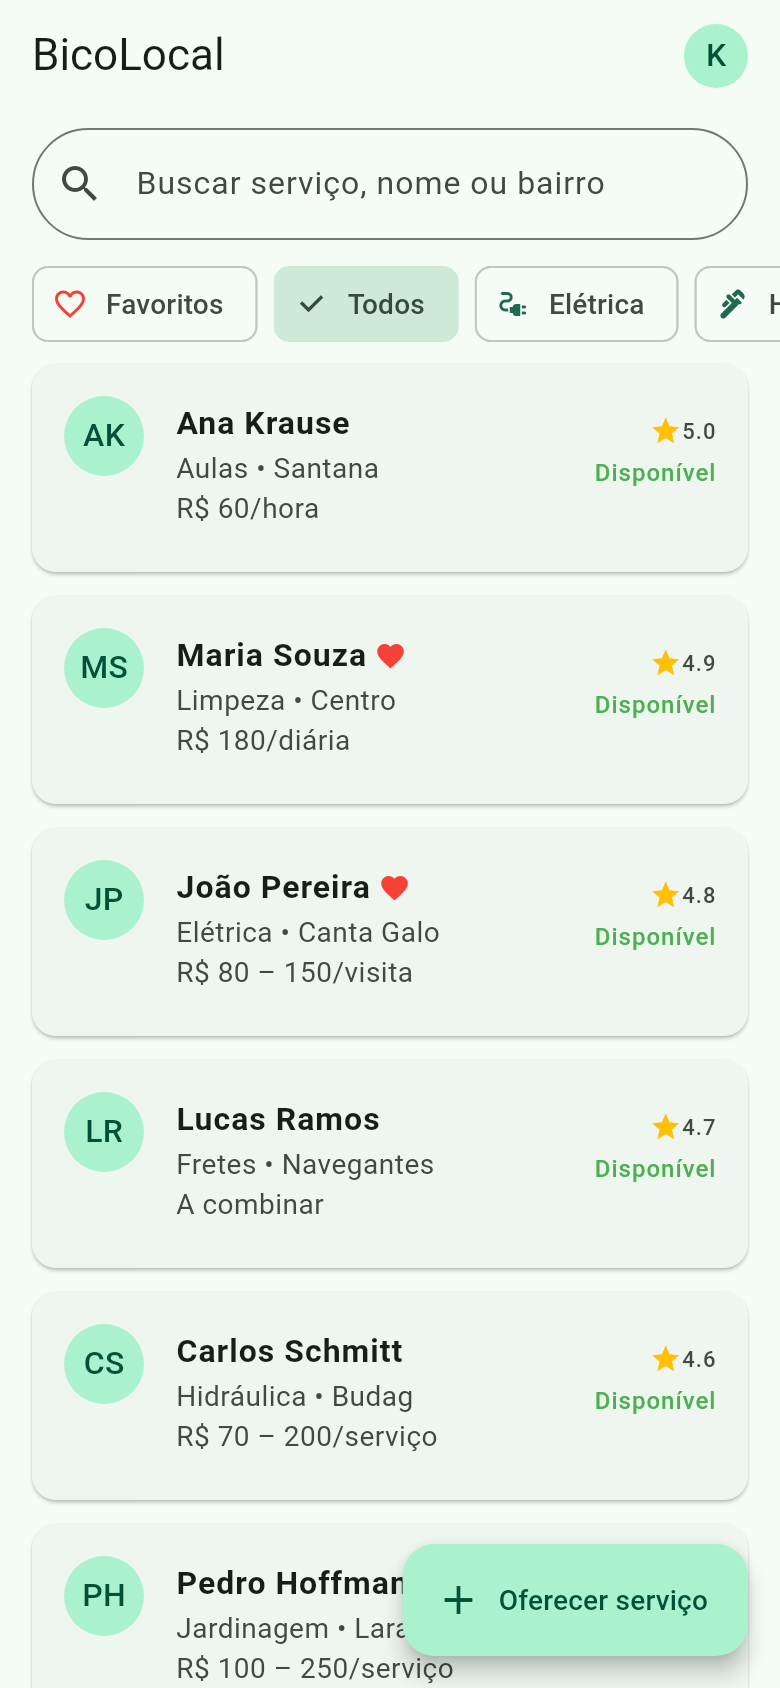 BicoLocal
K
Buscar serviço, nome ou bairro
Favoritos
Todos
Elétrica
H
AK
Ana Krause
5.0
Aulas • Santana
Disponível
R$ 60/hora
MS
Maria Souza
4.9
Limpeza • Centro
Disponível
R$ 180/diária
JP
João Pereira
4.8
Elétrica • Canta Galo
Disponível
R$ 80 – 150/visita
LR
Lucas Ramos
4.7
Fretes • Navegantes
Disponível
A combinar
CS
Carlos Schmitt
4.6
Hidráulica • Budag
Disponível
R$ 70 – 200/serviço
PH
Pedro Hoffman
Jardinagem • Lara
R$ 100 – 250/serviço
Oferecer serviço